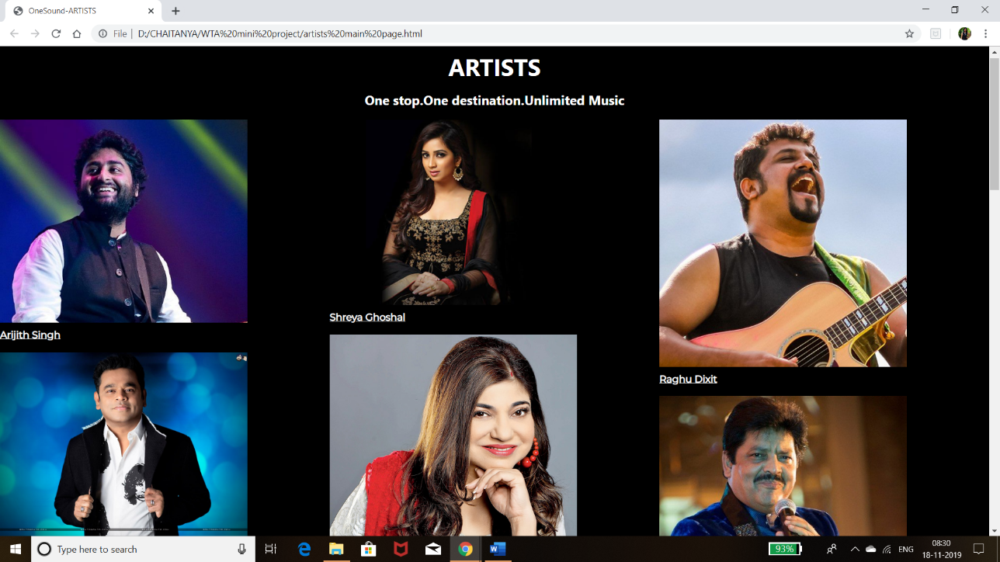 OneSound-ARTISTS
File | D:/CHAITANYA/WTA%20mini%20project/artists%20main%20page.html
ARTISTS
One stop.One destination.Unlimited Music
Arijith Singh
Shreya Ghoshal
Raghu Dixit
Type here to search
93%
ENG
08:30
18-11-2019